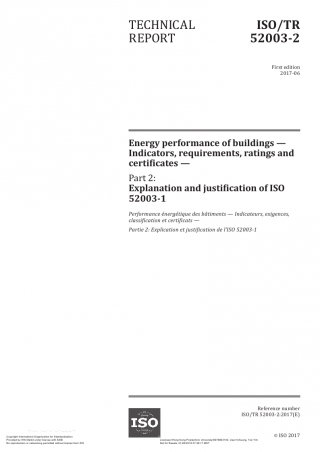 TECHNICAL
REPORT
ISO/TR
52003-2
First edition
2017-06
Energy performance of buildings —
Indicators, requirements, ratings and
certificates —
Part 2:
Explanation and justification of ISO
52003-1
Performance énergétique des bâtiments — Indicateurs, exigences,
classification et certificats —
Partie 2: Explication et justification de l'ISO 52003-1
ISO
Reference number
ISO/TR 52003-2:2017(E)
© ISO 2017